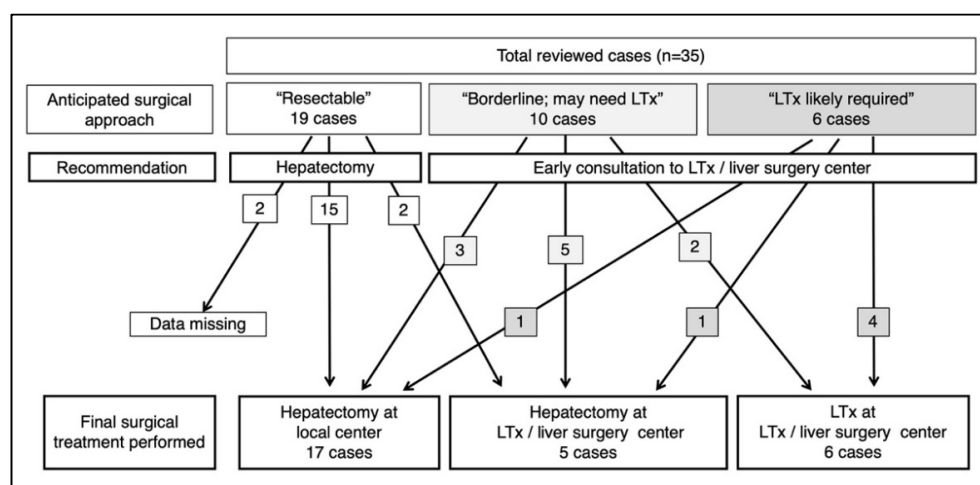 Total reviewed cases (n=35)
Anticipated surgical
approach
“Resectable”
19 cases
“Borderline; may need LTx”
10 cases
“LTx likely required”
6 cases
Recommendation
Hepatectomy
Early consultation to LTx / liver surgery center
2
15
2
3
5
2
1
1
4
Data missing
Final surgical
treatment performed
Hepatectomy at
local center
17 cases
Hepatectomy at
LTx / liver surgery center
5 cases
LTx at
LTx / liver surgery center
6 cases